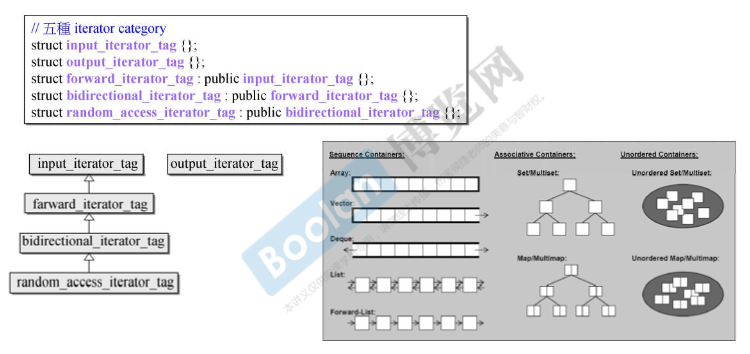 // 五種 iterator category
struct input_iterator_tag {};
struct output_iterator_tag {};
struct forward_iterator_tag : public input_iterator_tag {};
struct bidirectional_iterator_tag : public forward_iterator_tag {};
struct random_access_iterator_tag : public bidirectional_iterator_tag {};
input_iterator_tag
output_iterator_tag
farward_iterator_tag
bidirectional_iterator_tag
random_access_iterator_tag
Sequence Containers:
Array:
Vector:
Deque:
List:
Forward-List:
Associative Containers:
Set/Multiset:
Map/Multimap:
Unordered Containers:
Unordered Set/Multiset:
Unordered Map/Multimap:
Boolan
博览网